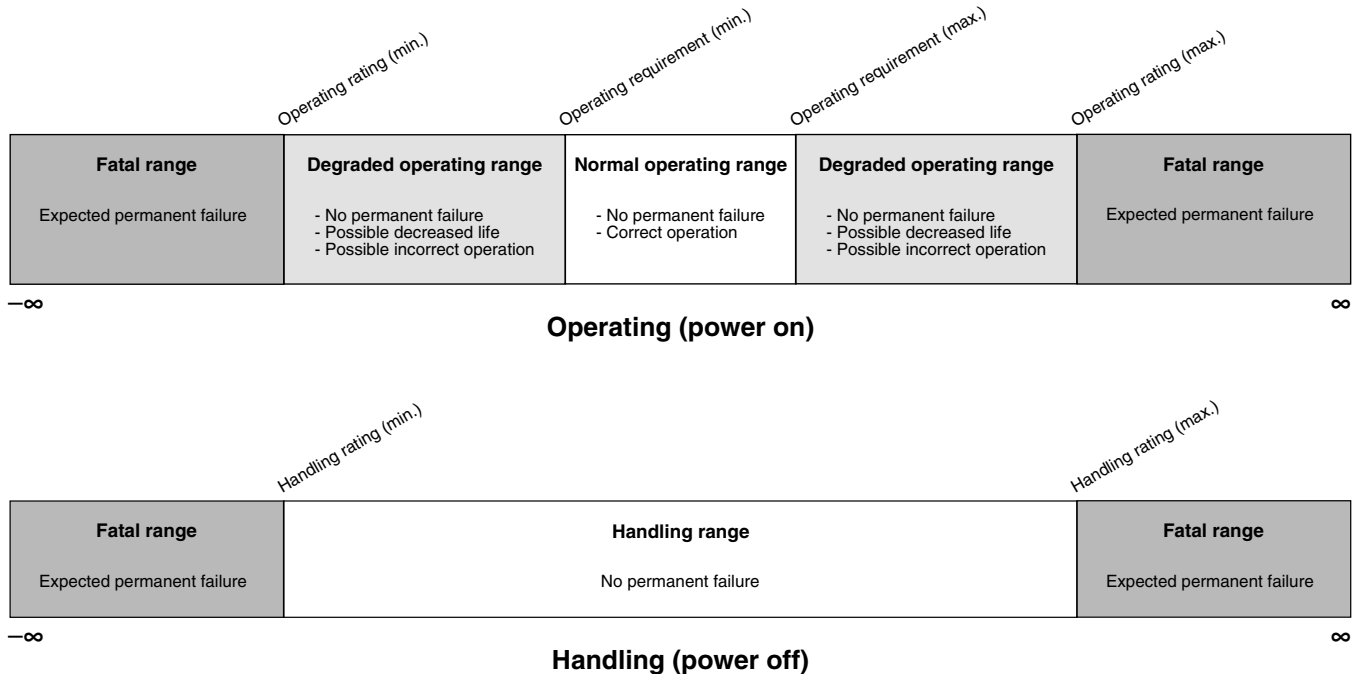 Operating rating (min.)
Operating requirement (min.)
Operating requirement (max.)
Operating rating (max.)
Fatal range
Expected permanent failure
Degraded operating range
- No permanent failure
- Possible decreased life
- Possible incorrect operation
Normal operating range
- No permanent failure
- Correct operation
Degraded operating range
- No permanent failure
- Possible decreased life
- Possible incorrect operation
Fatal range
Expected permanent failure
–∞
∞
Operating (power on)
Handling rating (min.)
Handling rating (max.)
Fatal range
Expected permanent failure
Handling range
No permanent failure
Fatal range
Expected permanent failure
–∞
∞
Handling (power off)